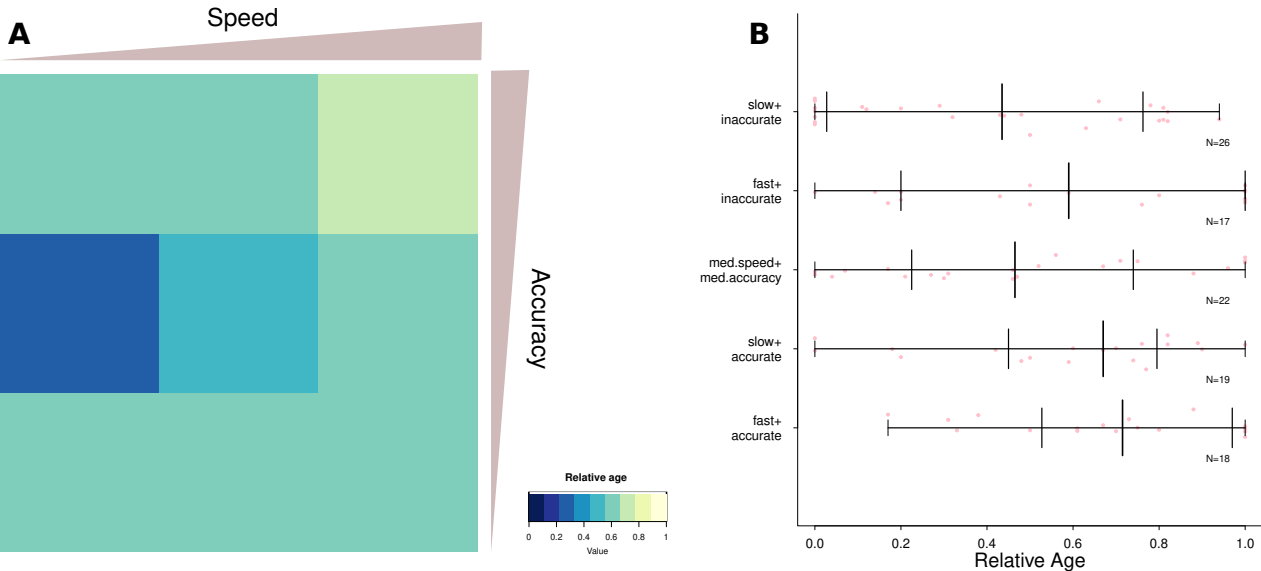 A
Speed
Accuracy
Relative age
0 0.2 0.4 0.6 0.8 1
Value
B
slow+
inaccurate
N=26
fast+
inaccurate
N=17
med.speed+
med.accuracy
N=22
slow+
accurate
N=19
fast+
accurate
N=18
0.0 0.2 0.4 0.6 0.8 1.0
Relative Age